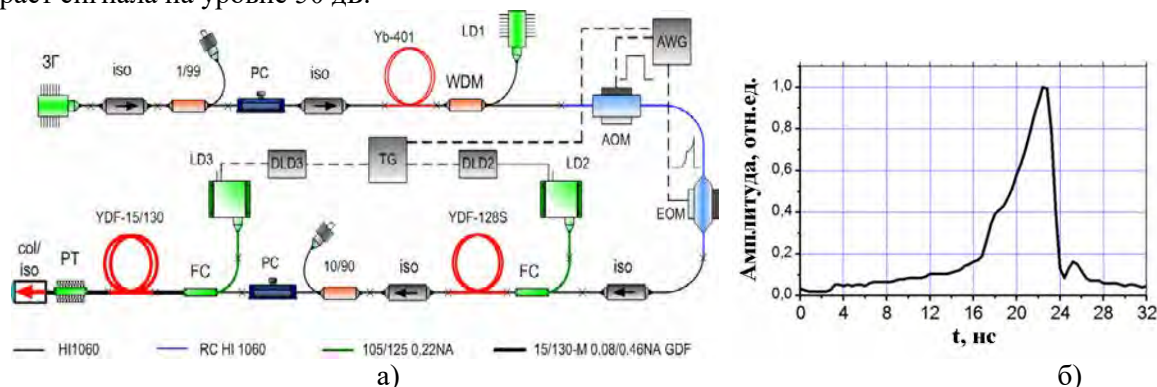 раст сигнала на уровне 50 дБ.
LD1
AWG
Yb-401
ЗГ
iso
1/99
PC
iso
WDM
AOM
LD3
DLD3
TG
DLD2
LD2
EOM
YDF-15/130
YDF-128S
col/
iso
РТ
FC
PC
10/90
iso
FC
iso
HI1060
RC HI 1060
105/125 0,22NA
15/130-M 0.08/0.46NA GDF
а)
Амплитуда, отн.ед.
1,0
0,8
0,6
0,4
0,2
0,0
0 4 8 12 16 20 24 28 32
t, нс
б)